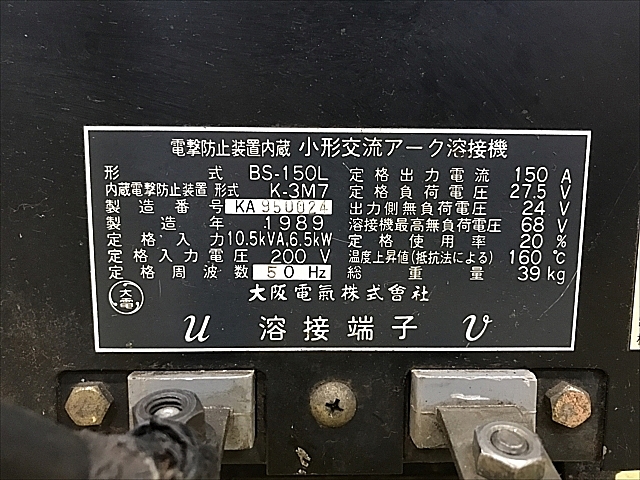 電撃防止装置内蔵 小形交流アーク溶接機
形式 BS-150L
内蔵電撃防止装置 形式 K-3M7
製造番号 KA950024
製造年 1989
定格入力 10.5kVA,6.5kW
定格入力電圧 200 V
定格周波数 50 Hz
定格出力電流 150 A
定格負荷電圧 27.5 V
出力側無負荷電圧 24 V
溶接機最高無負荷電圧 68 V
定格使用率 20 %
温度上昇値(抵抗法による) 160 ℃
総重量 39 kg
大電
大阪電氣株式會社
u 溶接端子 v